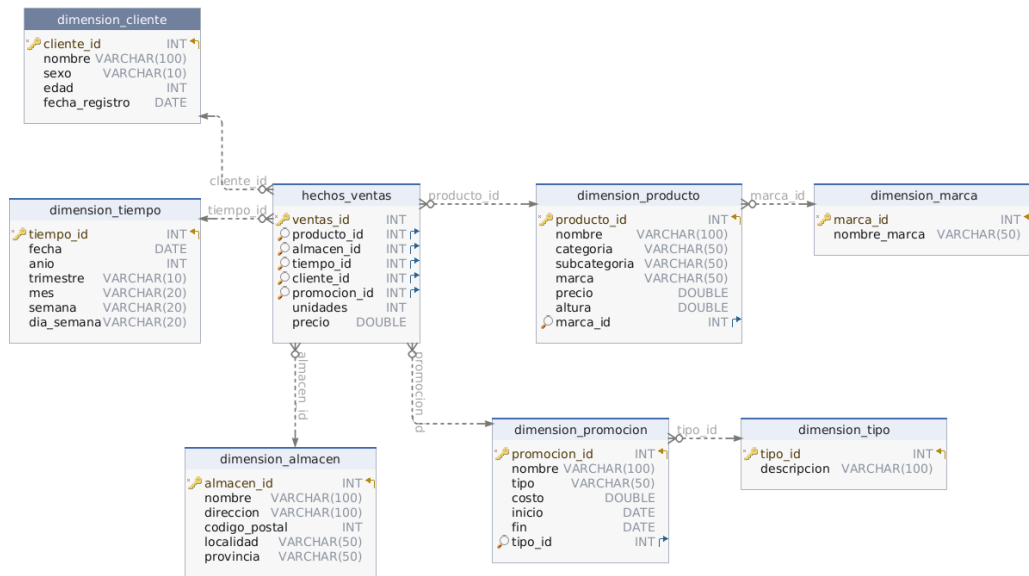 dimension_cliente
cliente_id INT
nombre VARCHAR(100)
sexo VARCHAR(10)
edad INT
fecha_registro DATE
cliente_id
dimension_tiempo
tiempo_id INT
fecha DATE
anio INT
trimestre VARCHAR(10)
mes VARCHAR(20)
semana VARCHAR(20)
dia_semana VARCHAR(20)
tiempo_id
hechos_ventas
ventas_id INT
producto_id INT
almacen_id INT
tiempo_id INT
cliente_id INT
promocion_id INT
unidades INT
precio DOUBLE
producto_id
dimension_producto
producto_id INT
nombre VARCHAR(100)
categoria VARCHAR(50)
subcategoria VARCHAR(50)
marca VARCHAR(50)
precio DOUBLE
altura DOUBLE
marca_id INT
marca_id
dimension_marca
marca_id INT
nombre_marca VARCHAR(50)
almacen_id
promocion_id
dimension_almacen
almacen_id INT
nombre VARCHAR(100)
direccion VARCHAR(100)
codigo_postal INT
localidad VARCHAR(50)
provincia VARCHAR(50)
dimension_promocion
promocion_id INT
nombre VARCHAR(100)
tipo VARCHAR(50)
costo DOUBLE
inicio DATE
fin DATE
tipo_id INT
tipo_id
dimension_tipo
tipo_id INT
descripcion VARCHAR(100)